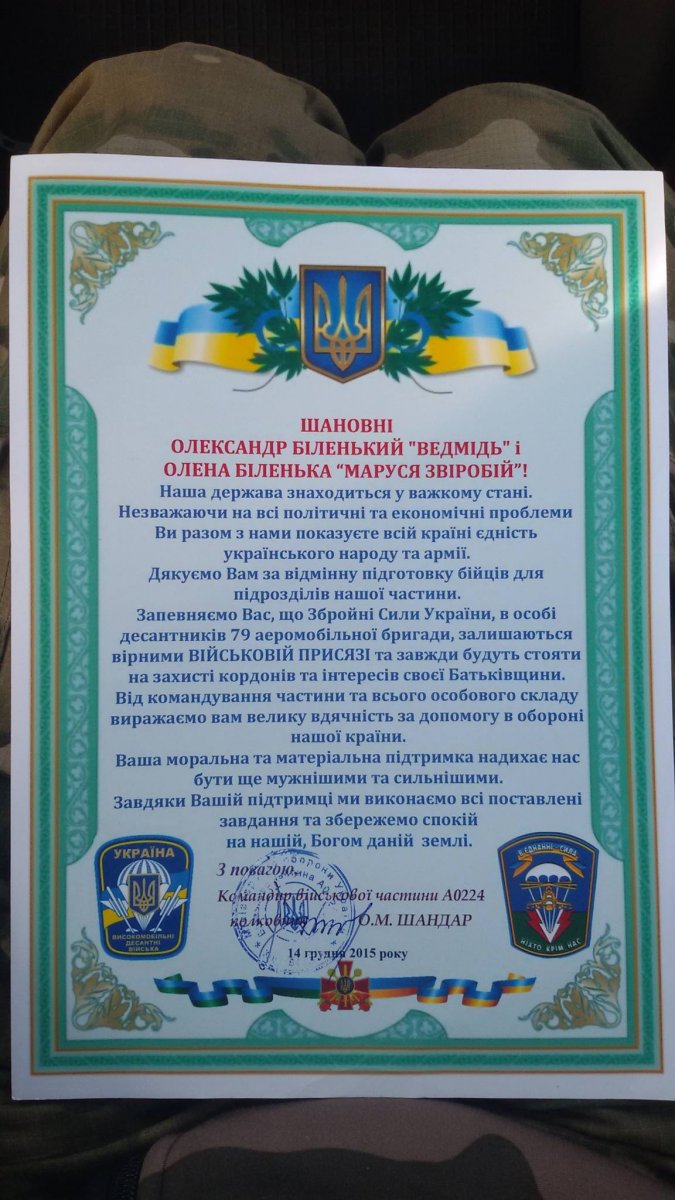 ШАНОВНІ
ОЛЕКСАНДР БІЛЕНЬКИЙ "ВЕДМІДЬ" і
ОЛЕНА БІЛЕНЬКА “МАРУСЯ ЗВІРОБІЙ”!
Наша держава знаходиться у важкому стані.
Незважаючи на всі політичні та економічні проблеми
Ви разом з нами показуєте всій країні єдність
українського народу та армії.
Дякуємо Вам за відмінну підготовку бійців для
підрозділів нашої частини.
Запевняємо Вас, що Збройні Сили України, в особі
десантників 79 аеромобільної бригади, залишаються
вірними ВІЙСЬКОВІЙ ПРИСЯЗІ та завжди будуть стояти
на захисті кордонів та інтересів своєї Батьківщини.
Від командування частини та всього особового складу
виражаємо вам велику вдячність за допомогу в обороні
нашої країни.
Ваша моральна та матеріальна підтримка надихає нас
бути ще мужнішими та сильнішими.
Завдяки Вашій підтримці ми виконаємо всі поставлені
завдання та збережемо спокій
на нашій, Богом даній землі.
УКРАЇНА
ВИСОКОМОБІЛЬНІ
ДЕСАНТНІ
ВІЙСЬКА
З повагою,
Командир військової частини А0224
полковник О.М. ШАНДАР
14 грудня 2015 року
В ЄДНАННІ - СИЛА
НІХТО КРІМ НАС